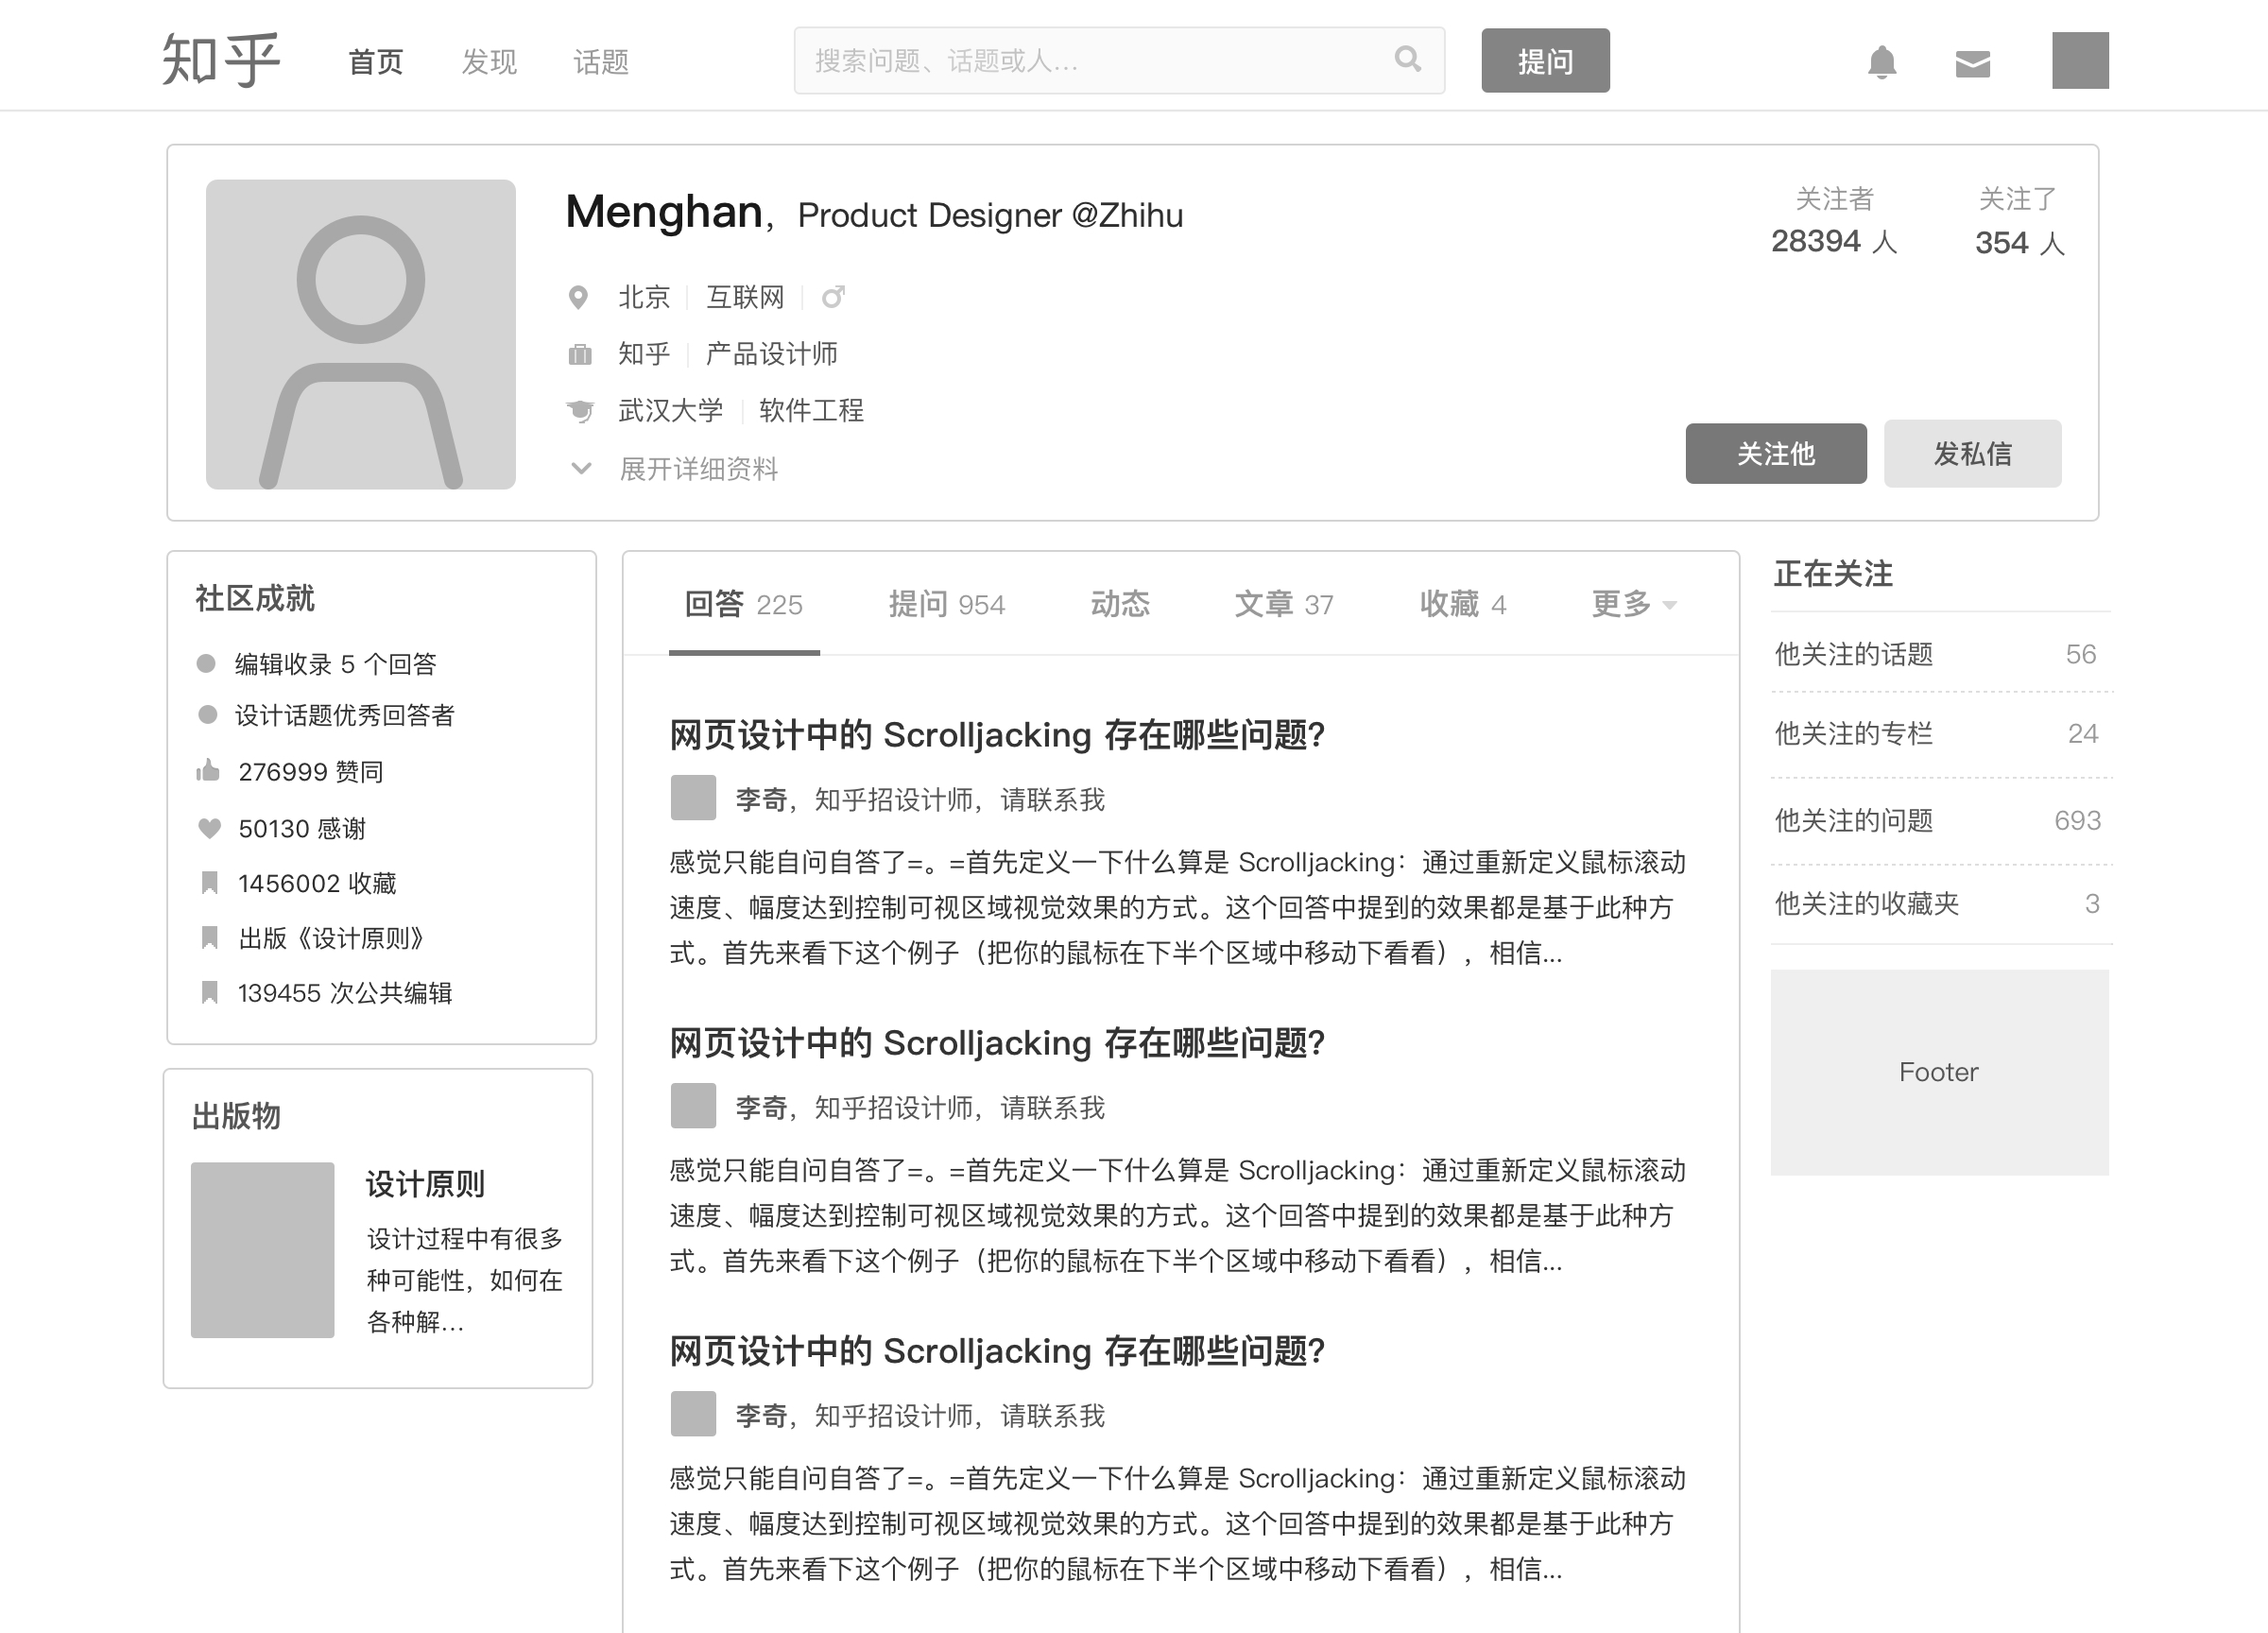 知乎 首页 发现 话题 搜索问题、话题或人... 提问
Menghan，Product Designer @Zhihu
关注者
28394 人
关注了
354 人
北京 互联网
知乎 产品设计师
武汉大学 软件工程
展开详细资料
关注他 发私信
社区成就
编辑收录 5 个回答
设计话题优秀回答者
276999 赞同
50130 感谢
1456002 收藏
出版《设计原则》
139455 次公共编辑
出版物
设计原则
设计过程中有很多
种可能性，如何在
各种解...
回答 225 提问 954 动态 文章 37 收藏 4 更多
网页设计中的 Scrolljacking 存在哪些问题?
李奇，知乎招设计师，请联系我
感觉只能自问自答了=。=首先定义一下什么算是 Scrolljacking：通过重新定义鼠标滚动
速度、幅度达到控制可视区域视觉效果的方式。这个回答中提到的效果都是基于此种方
式。首先来看下这个例子（把你的鼠标在下半个区域中移动下看看），相信...
网页设计中的 Scrolljacking 存在哪些问题?
李奇，知乎招设计师，请联系我
感觉只能自问自答了=。=首先定义一下什么算是 Scrolljacking：通过重新定义鼠标滚动
速度、幅度达到控制可视区域视觉效果的方式。这个回答中提到的效果都是基于此种方
式。首先来看下这个例子（把你的鼠标在下半个区域中移动下看看），相信...
网页设计中的 Scrolljacking 存在哪些问题?
李奇，知乎招设计师，请联系我
感觉只能自问自答了=。=首先定义一下什么算是 Scrolljacking：通过重新定义鼠标滚动
速度、幅度达到控制可视区域视觉效果的方式。这个回答中提到的效果都是基于此种方
式。首先来看下这个例子（把你的鼠标在下半个区域中移动下看看），相信...
正在关注
他关注的话题 56
他关注的专栏 24
他关注的问题 693
他关注的收藏夹 3
Footer